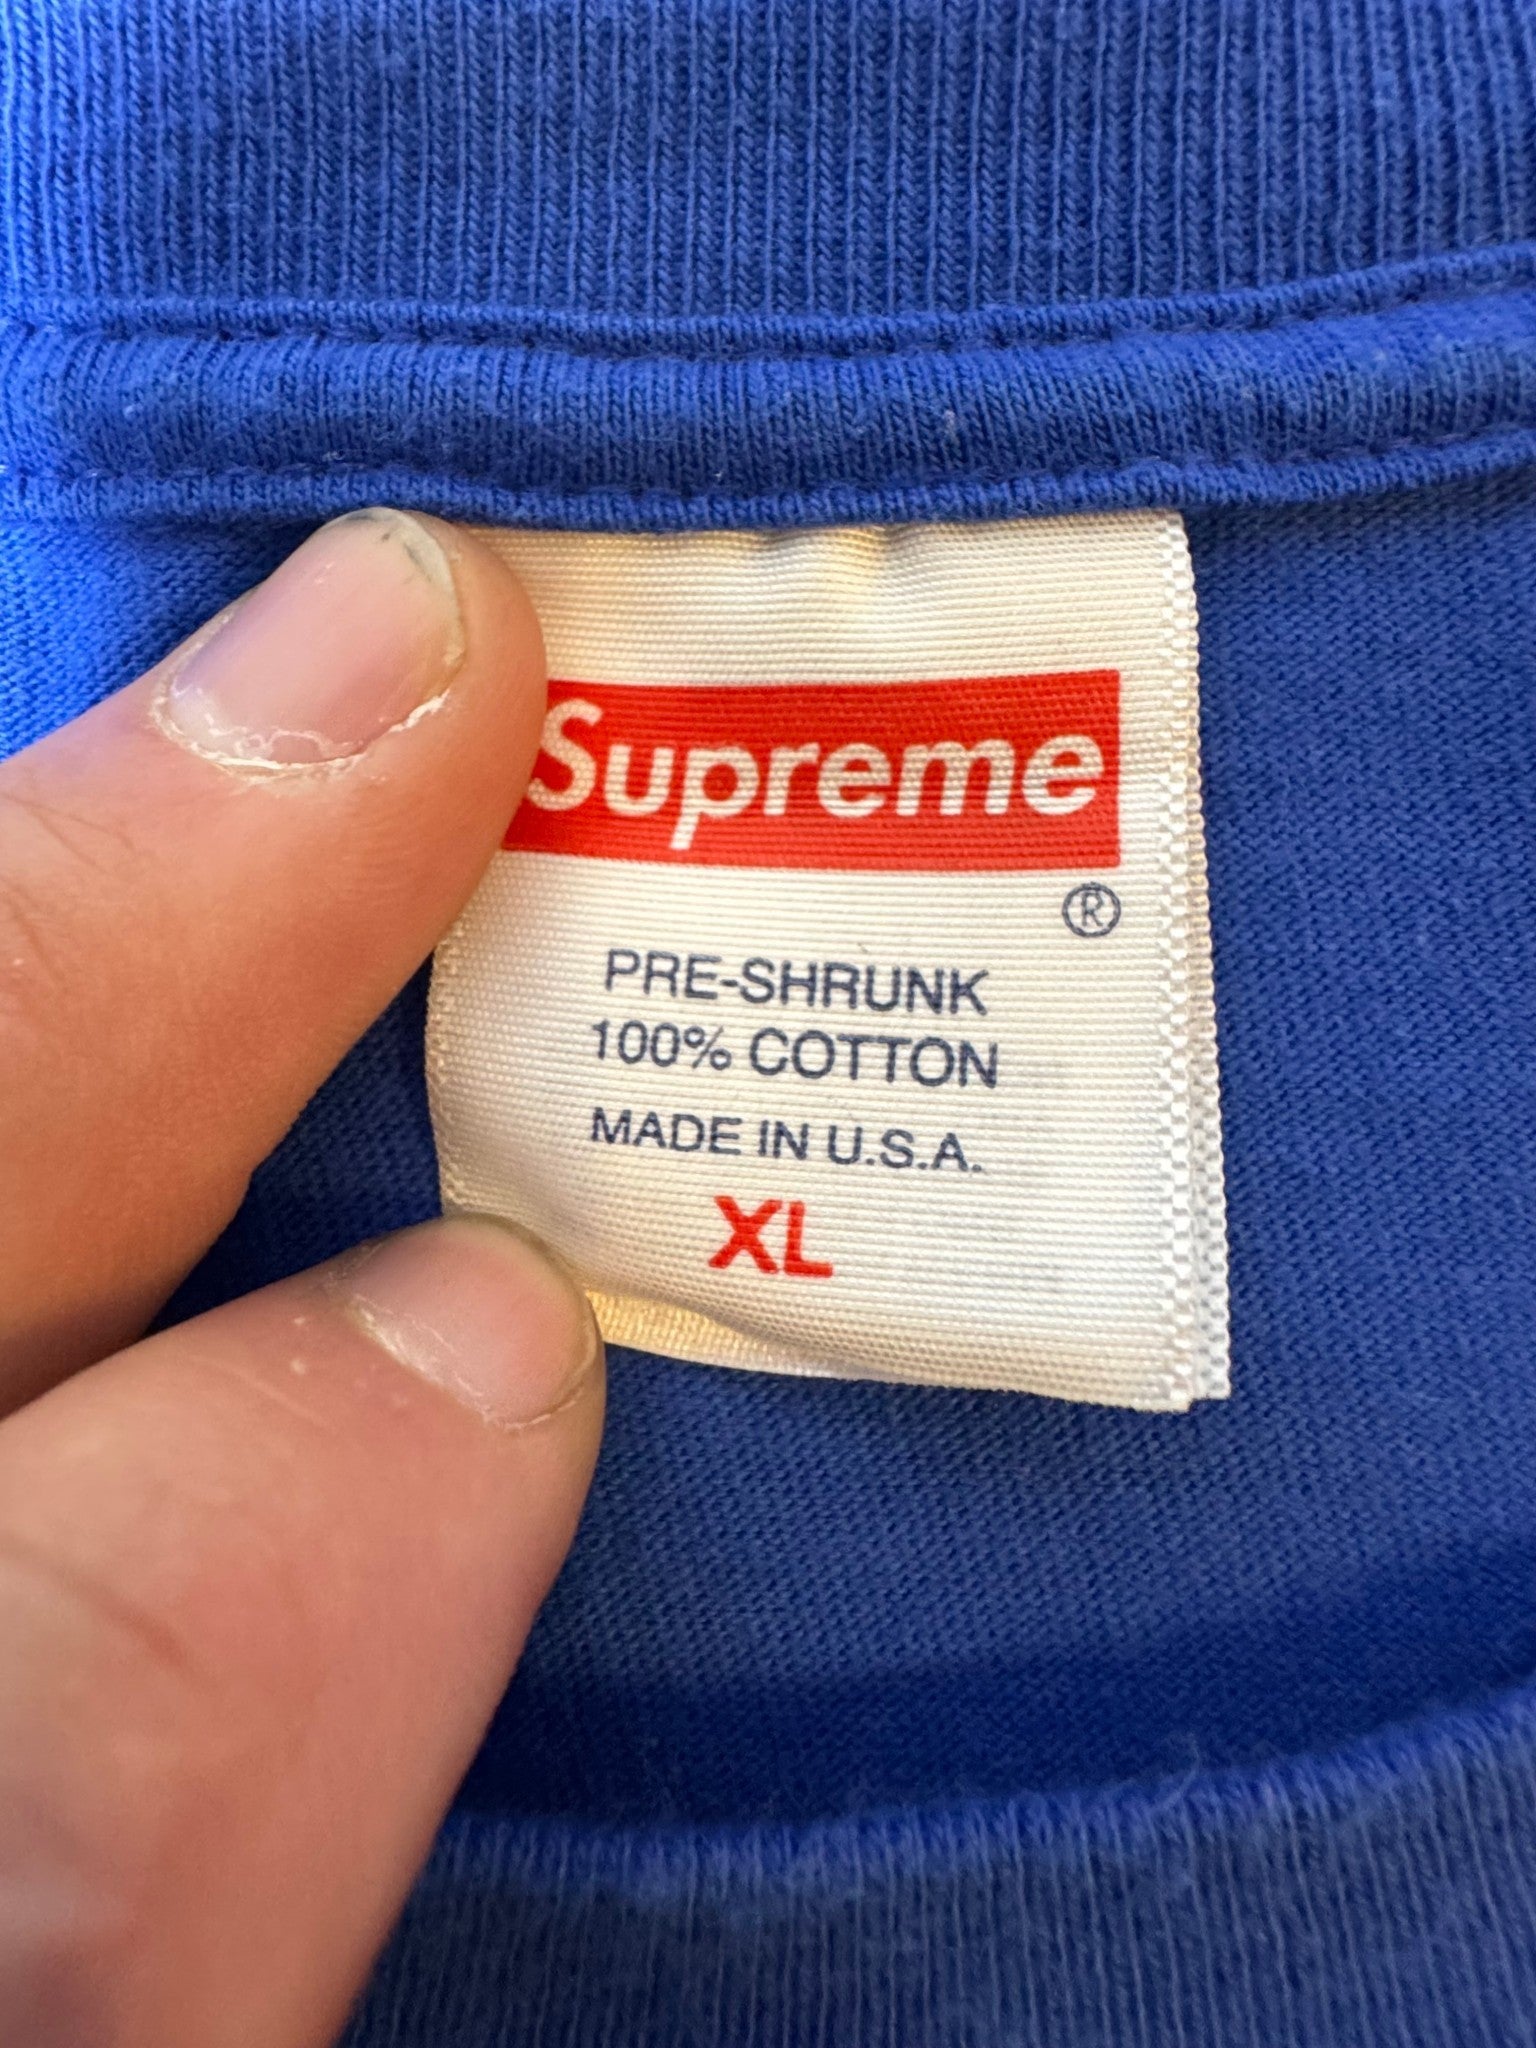 Supreme
®
PRE-SHRUNK
100% COTTON
MADE IN U.S.A.
XL